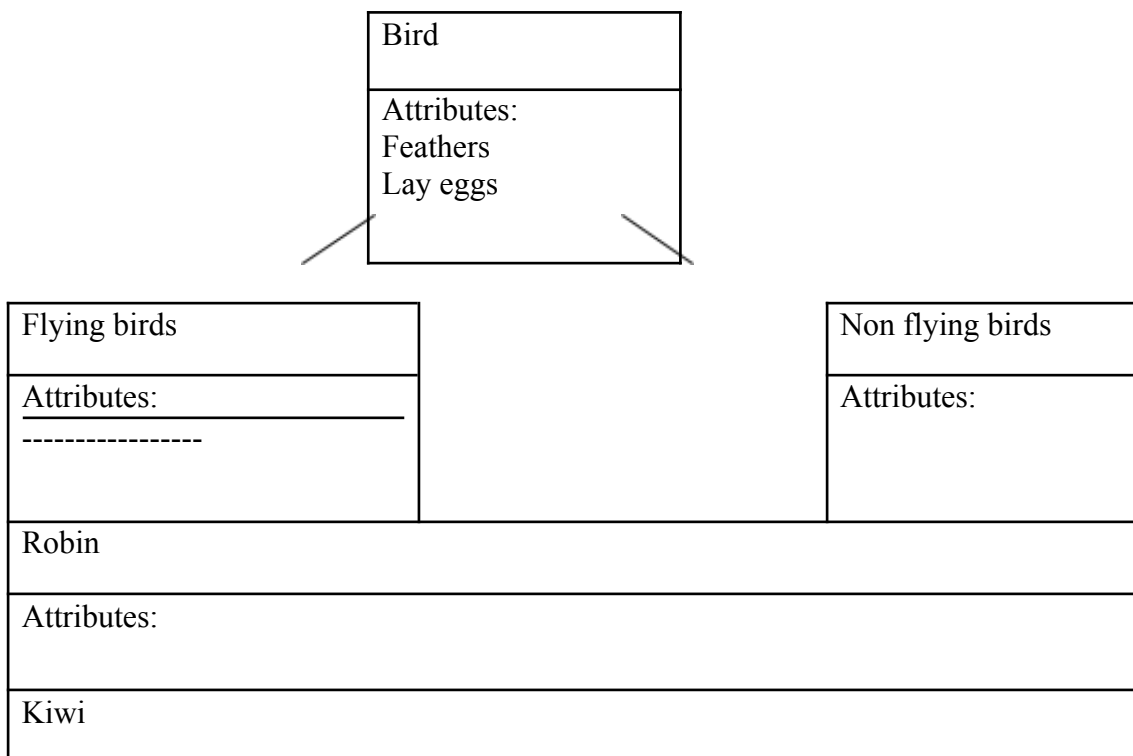 Bird
Attributes:
Feathers
Lay eggs
Flying birds
Non flying birds
Attributes:
-----------------
Attributes:
Robin
Attributes:
Kiwi